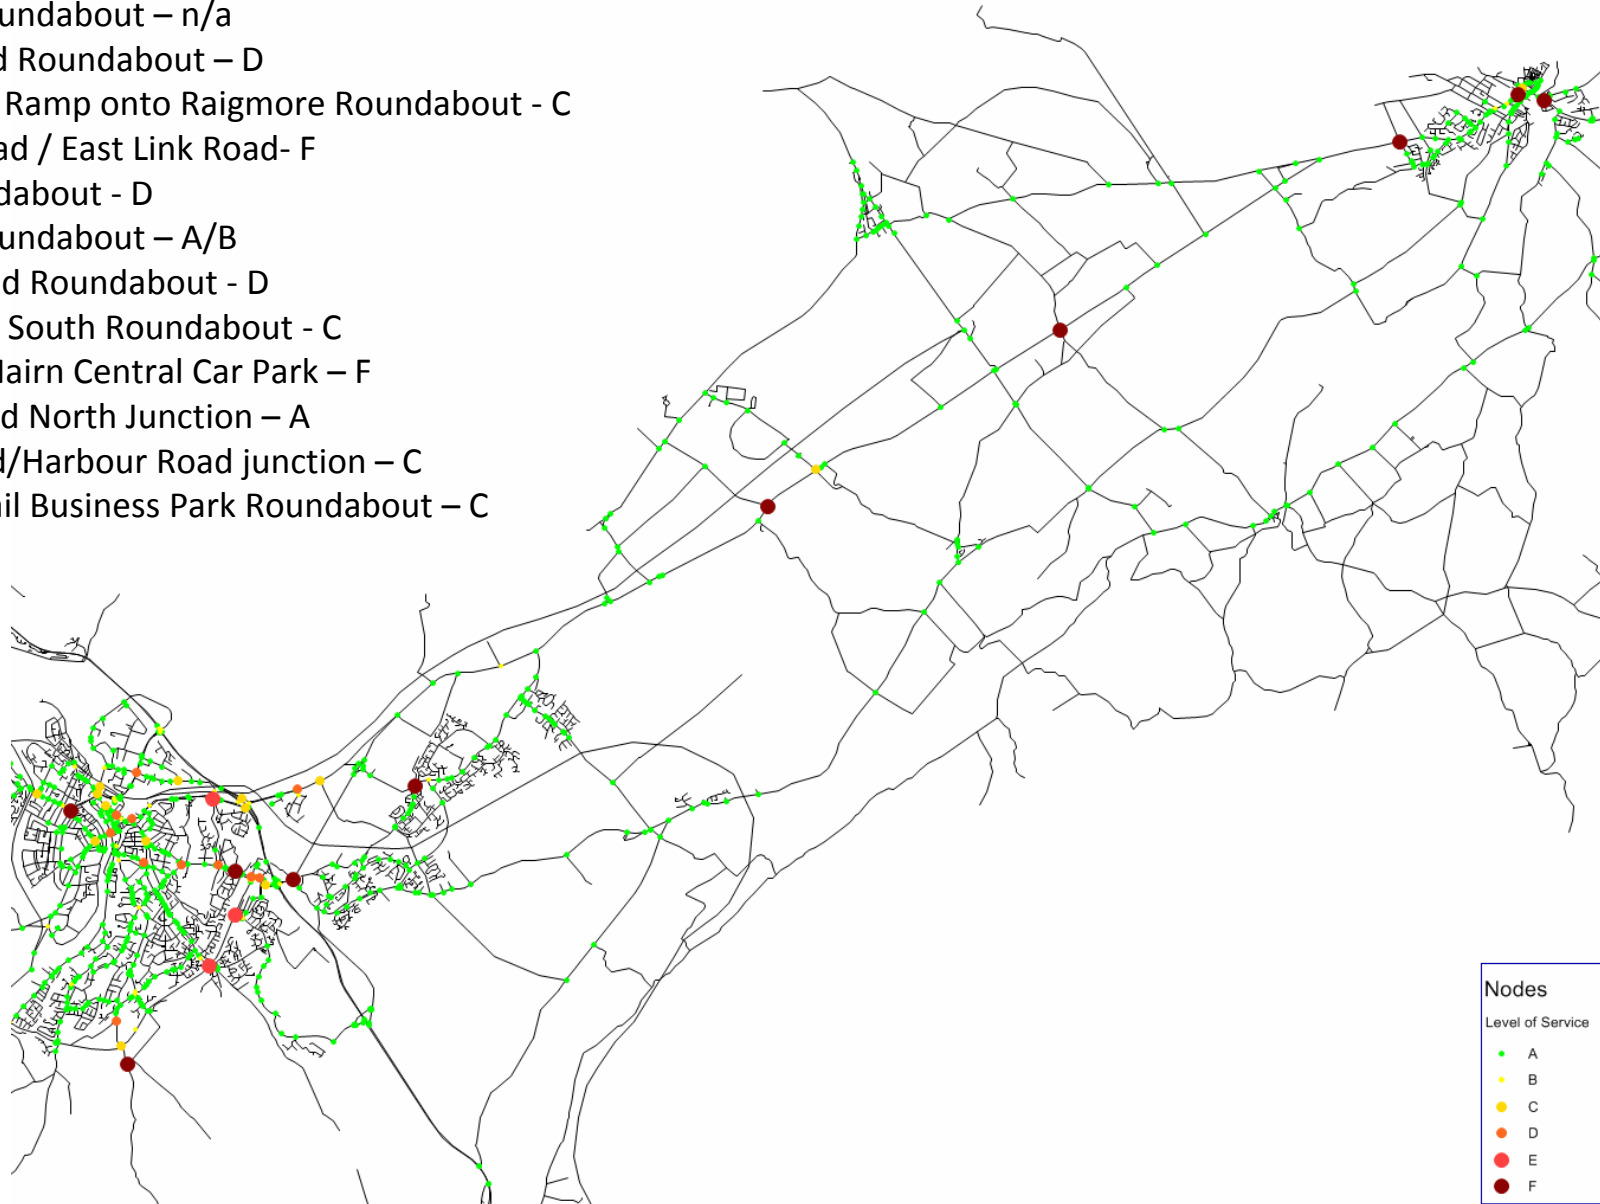 undabout – n/a
d Roundabout – D
Ramp onto Raigmore Roundabout - C
ad / East Link Road- F
dabout - D
undabout – A/B
d Roundabout - D
South Roundabout - C
airn Central Car Park – F
d North Junction – A
d/Harbour Road junction – C
il Business Park Roundabout – C
Nodes
Level of Service
A
B
C
D
E
F